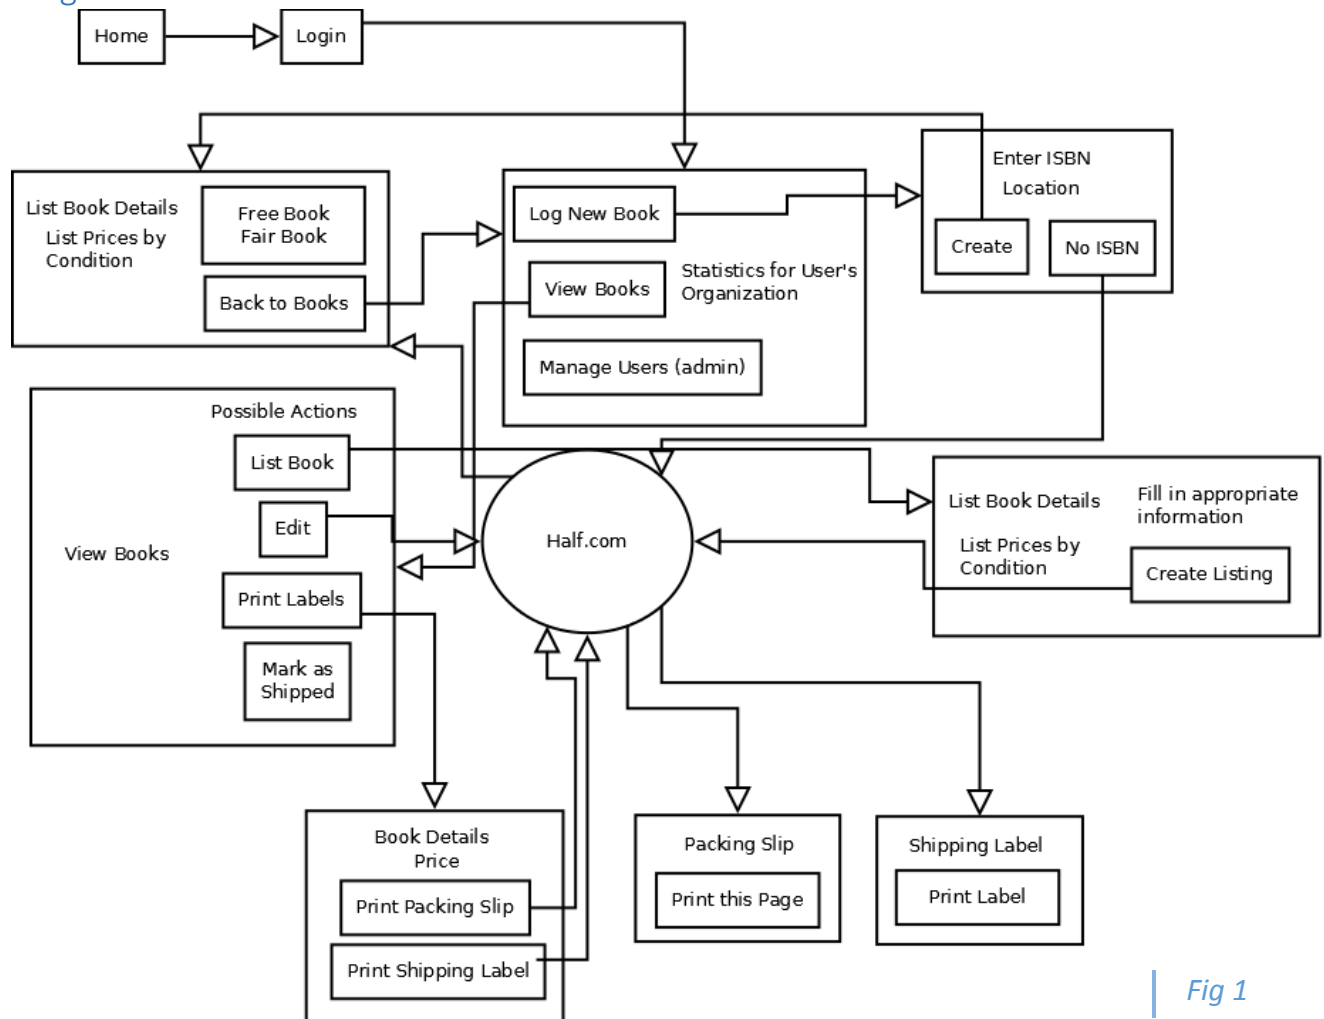 Home
Login
Enter ISBN
Location
Create
No ISBN
List Book Details
List Prices by
Condition
Free Book
Fair Book
Back to Books
Log New Book
View Books
Statistics for User's
Organization
Manage Users (admin)
Possible Actions
List Book
Edit
View Books
Print Labels
Mark as
Shipped
Half.com
List Book Details
Fill in appropriate
information
List Prices by
Condition
Create Listing
Book Details
Price
Print Packing Slip
Print Shipping Label
Packing Slip
Print this Page
Shipping Label
Print Label
Fig 1